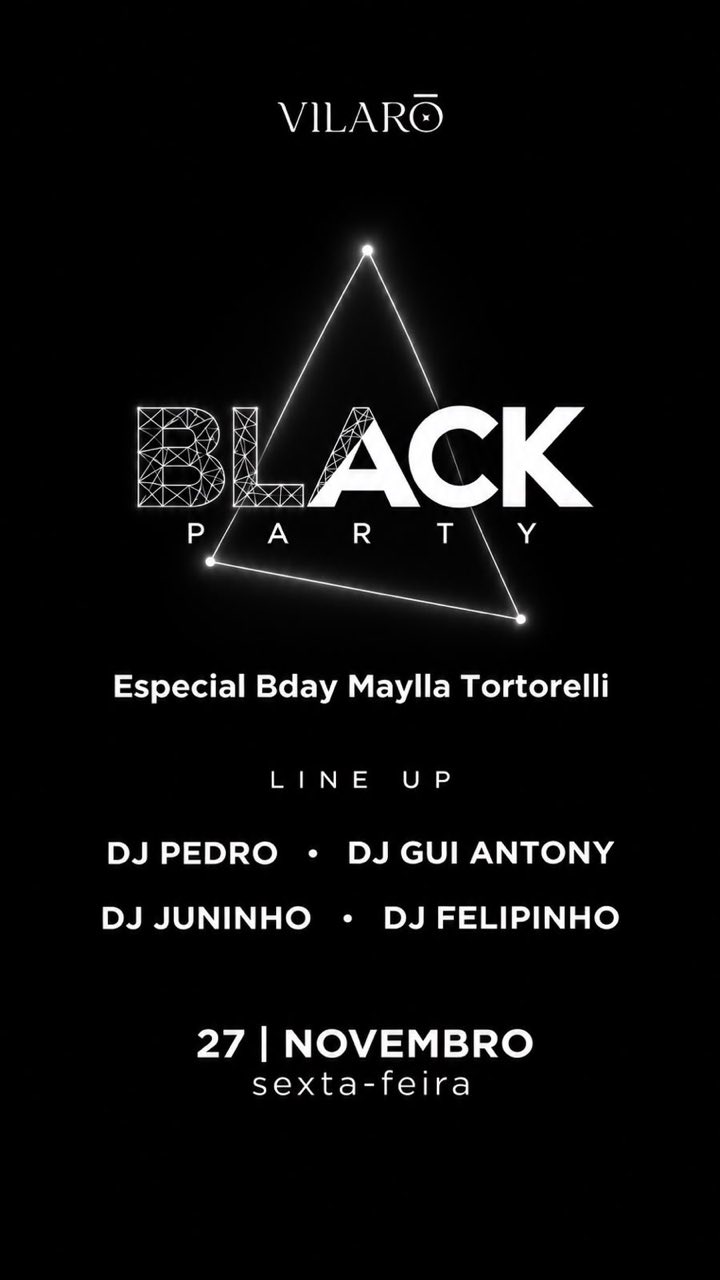 VILARŌ
BLACK
PARTY
Especial Bday Maylla Tortorelli
LINE UP
DJ PEDRO • DJ GUI ANTONY
DJ JUNINHO • DJ FELIPINHO
27 | NOVEMBRO
sexta-feira